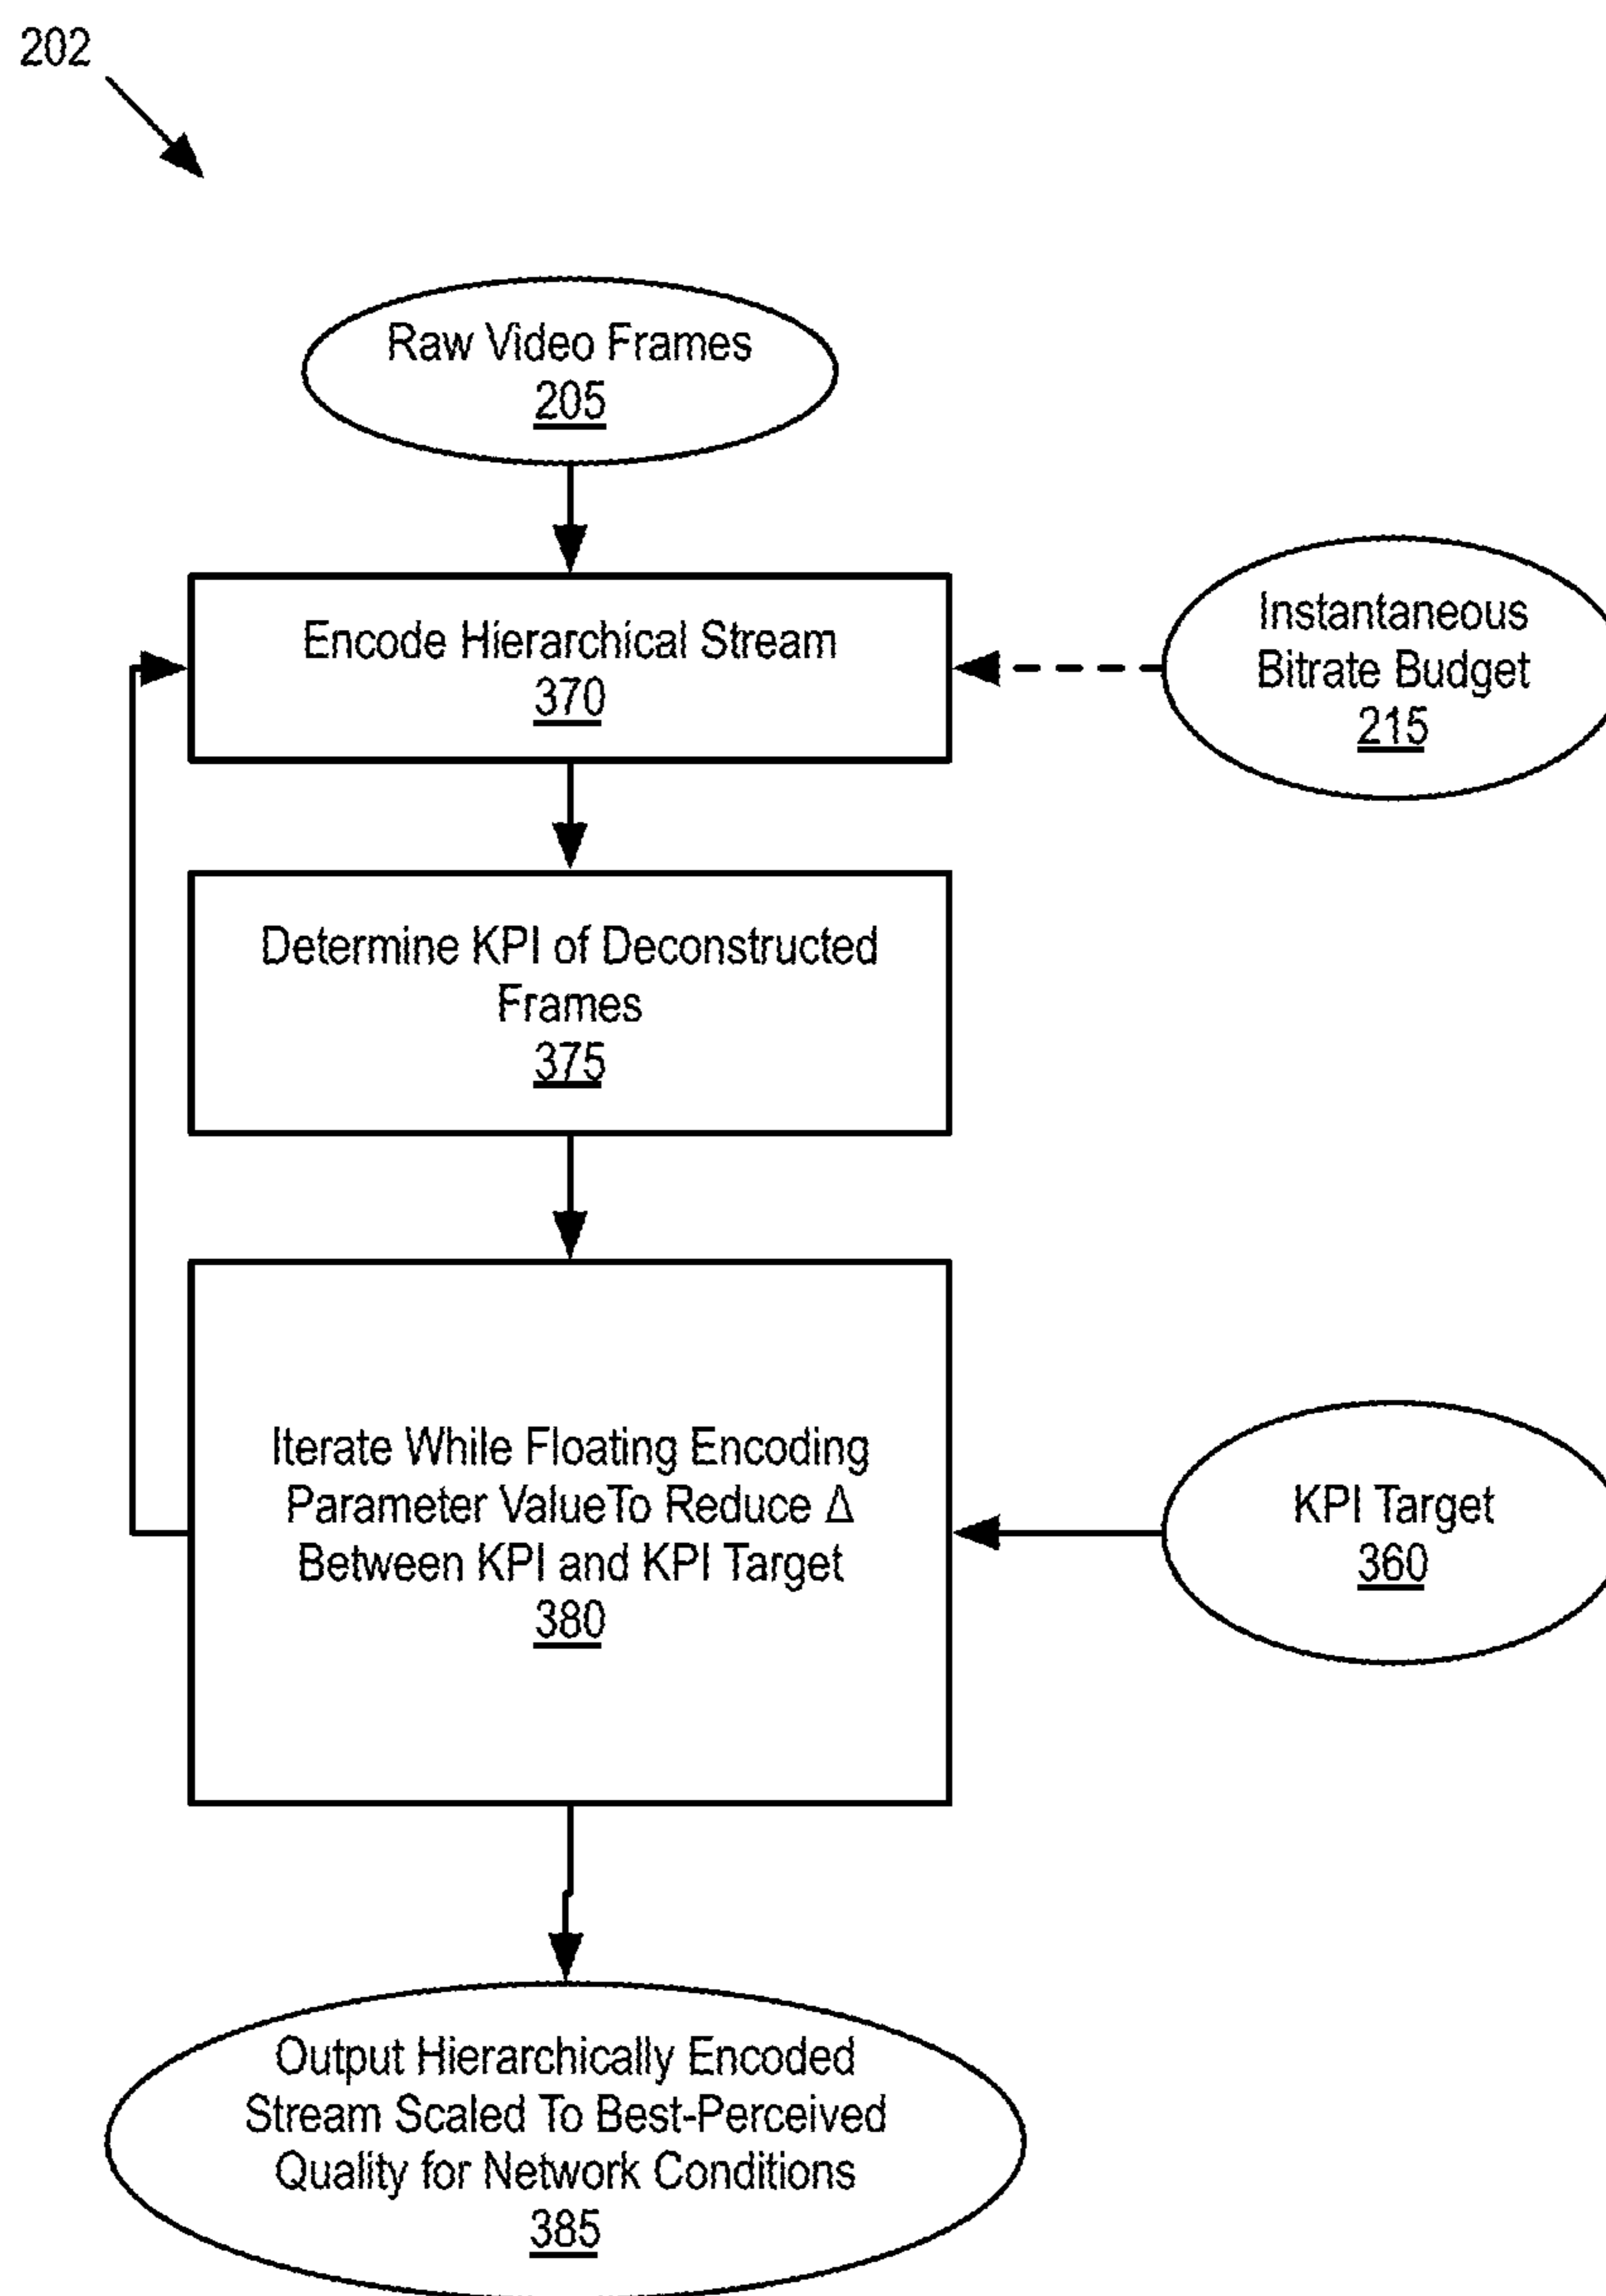 202
Raw Video Frames
205
Encode Hierarchical Stream
370
Instantaneous
Bitrate Budget
215
Determine KPI of Deconstructed
Frames
375
Iterate While Floating Encoding
Parameter ValueTo Reduce Δ
Between KPI and KPI Target
380
KPI Target
360
Output Hierarchically Encoded
Stream Scaled To Best-Perceived
Quality for Network Conditions
385